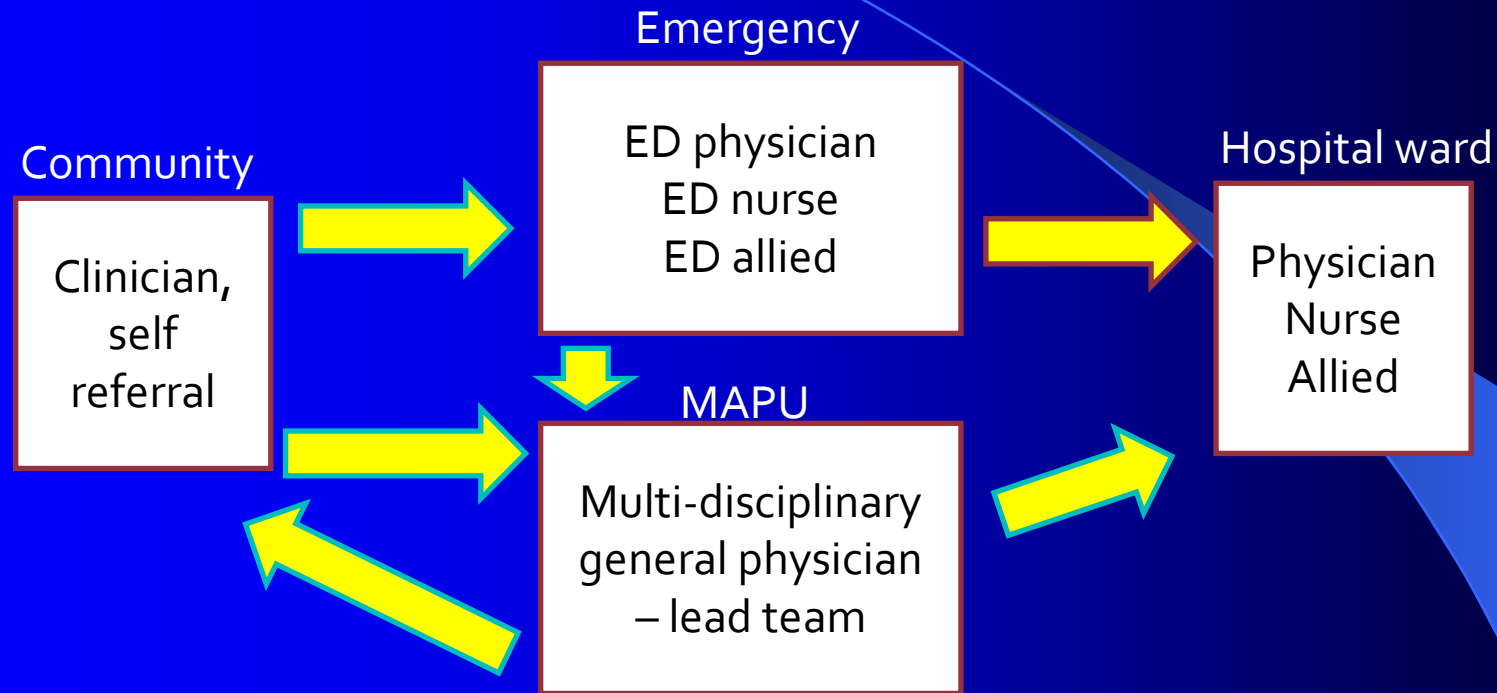 Emergency
ED physician
ED nurse
ED allied
Community
Clinician,
self
referral
Hospital ward
Physician
Nurse
Allied
MAPU
Multi-disciplinary
general physician
– lead team